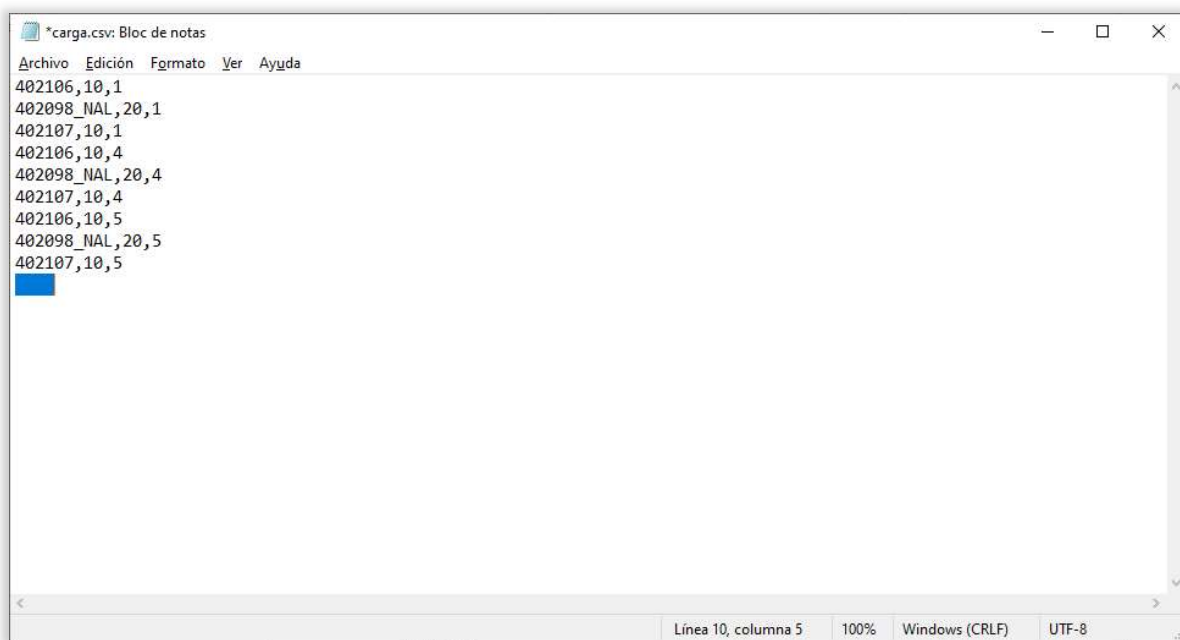 *carga.csv: Bloc de notas
Archivo Edición Formato Ver Ayuda
402106,10,1
402098_NAL,20,1
402107,10,1
402106,10,4
402098_NAL,20,4
402107,10,4
402106,10,5
402098_NAL,20,5
402107,10,5
Línea 10, columna 5 100% Windows (CRLF) UTF-8